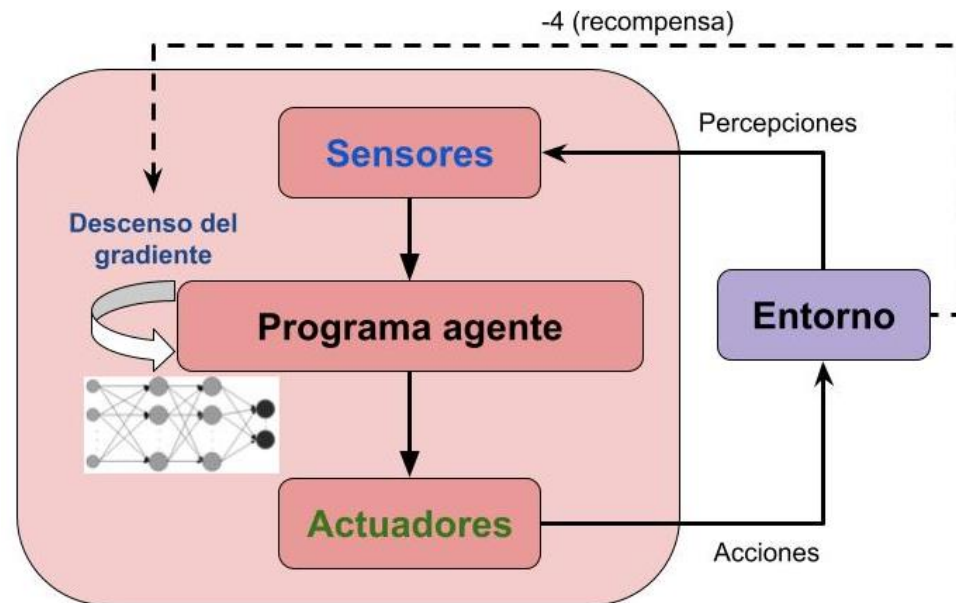 -4 (recompensa)
Percepciones
Sensores
Descenso del
gradiente
Programa agente
Entorno
Actuadores
Acciones